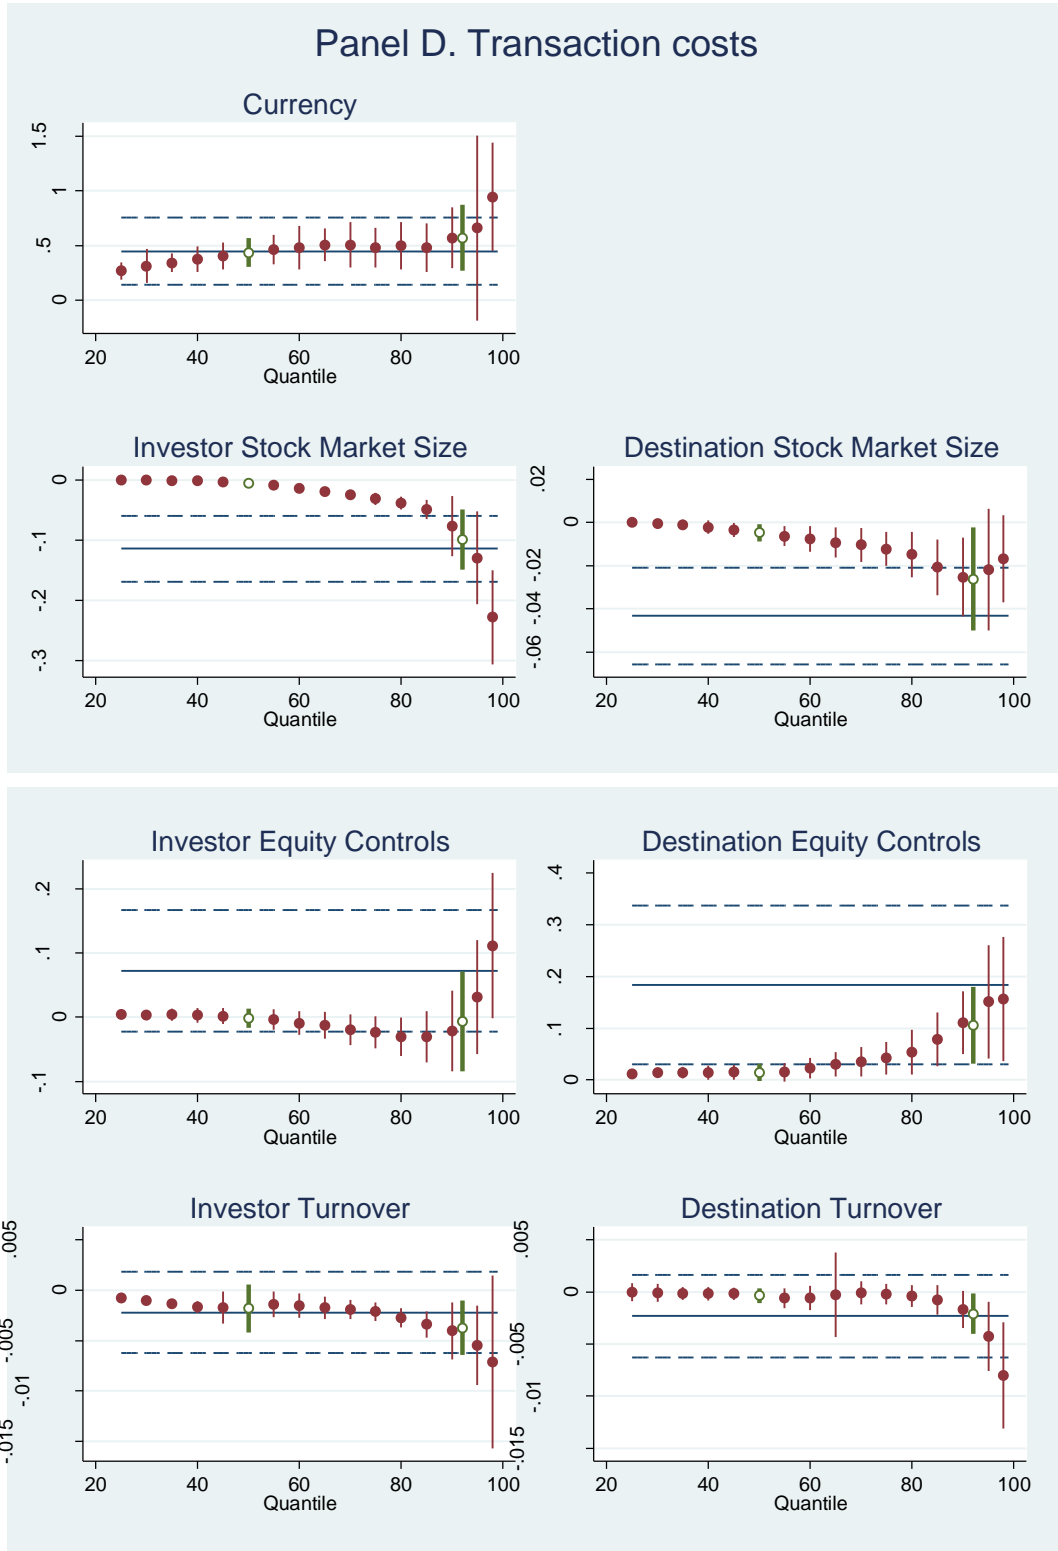 Panel D. Transaction costs
Currency
1.5
1
.5
0
20 40 60 80 100
Quantile
Investor Stock Market Size
0
-.1
-.2
-.3
20 40 60 80 100
Quantile
Destination Stock Market Size
.02
0
-.02
-.04
-.06
20 40 60 80 100
Quantile
Investor Equity Controls
.2
.1
0
-.1
20 40 60 80 100
Quantile
Destination Equity Controls
.4
.3
.2
.1
0
20 40 60 80 100
Quantile
Investor Turnover
.005
0
-.005
-.01
-.015
20 40 60 80 100
Quantile
Destination Turnover
.005
0
-.005
-.01
-.015
20 40 60 80 100
Quantile